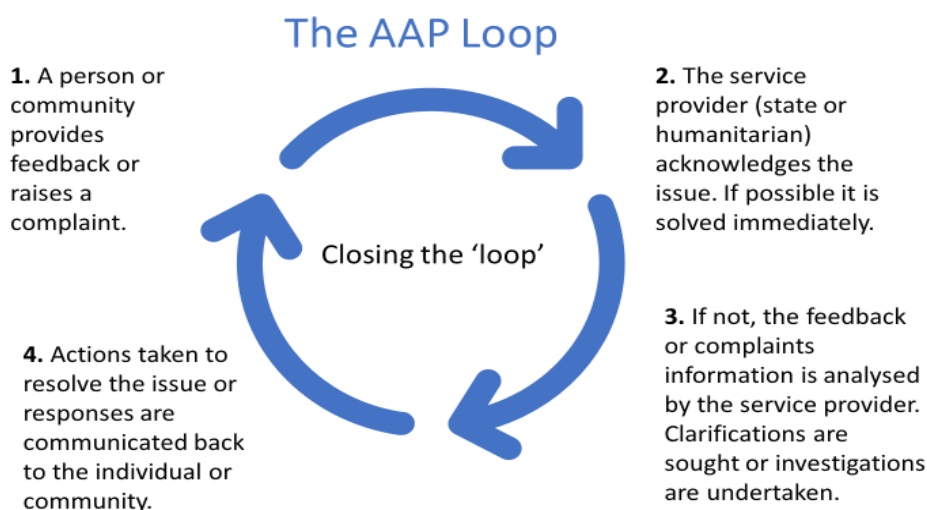 The AAP Loop
1. A person or
community
provides
feedback or
raises a
complaint.
2. The service
provider (state or
humanitarian)
acknowledges the
issue. If possible it is
solved immediately.
Closing the ‘loop’
3. If not, the feedback
or complaints
information is analysed
by the service provider.
Clarifications are
sought or investigations
are undertaken.
4. Actions taken to
resolve the issue or
responses are
communicated back
to the individual or
community.